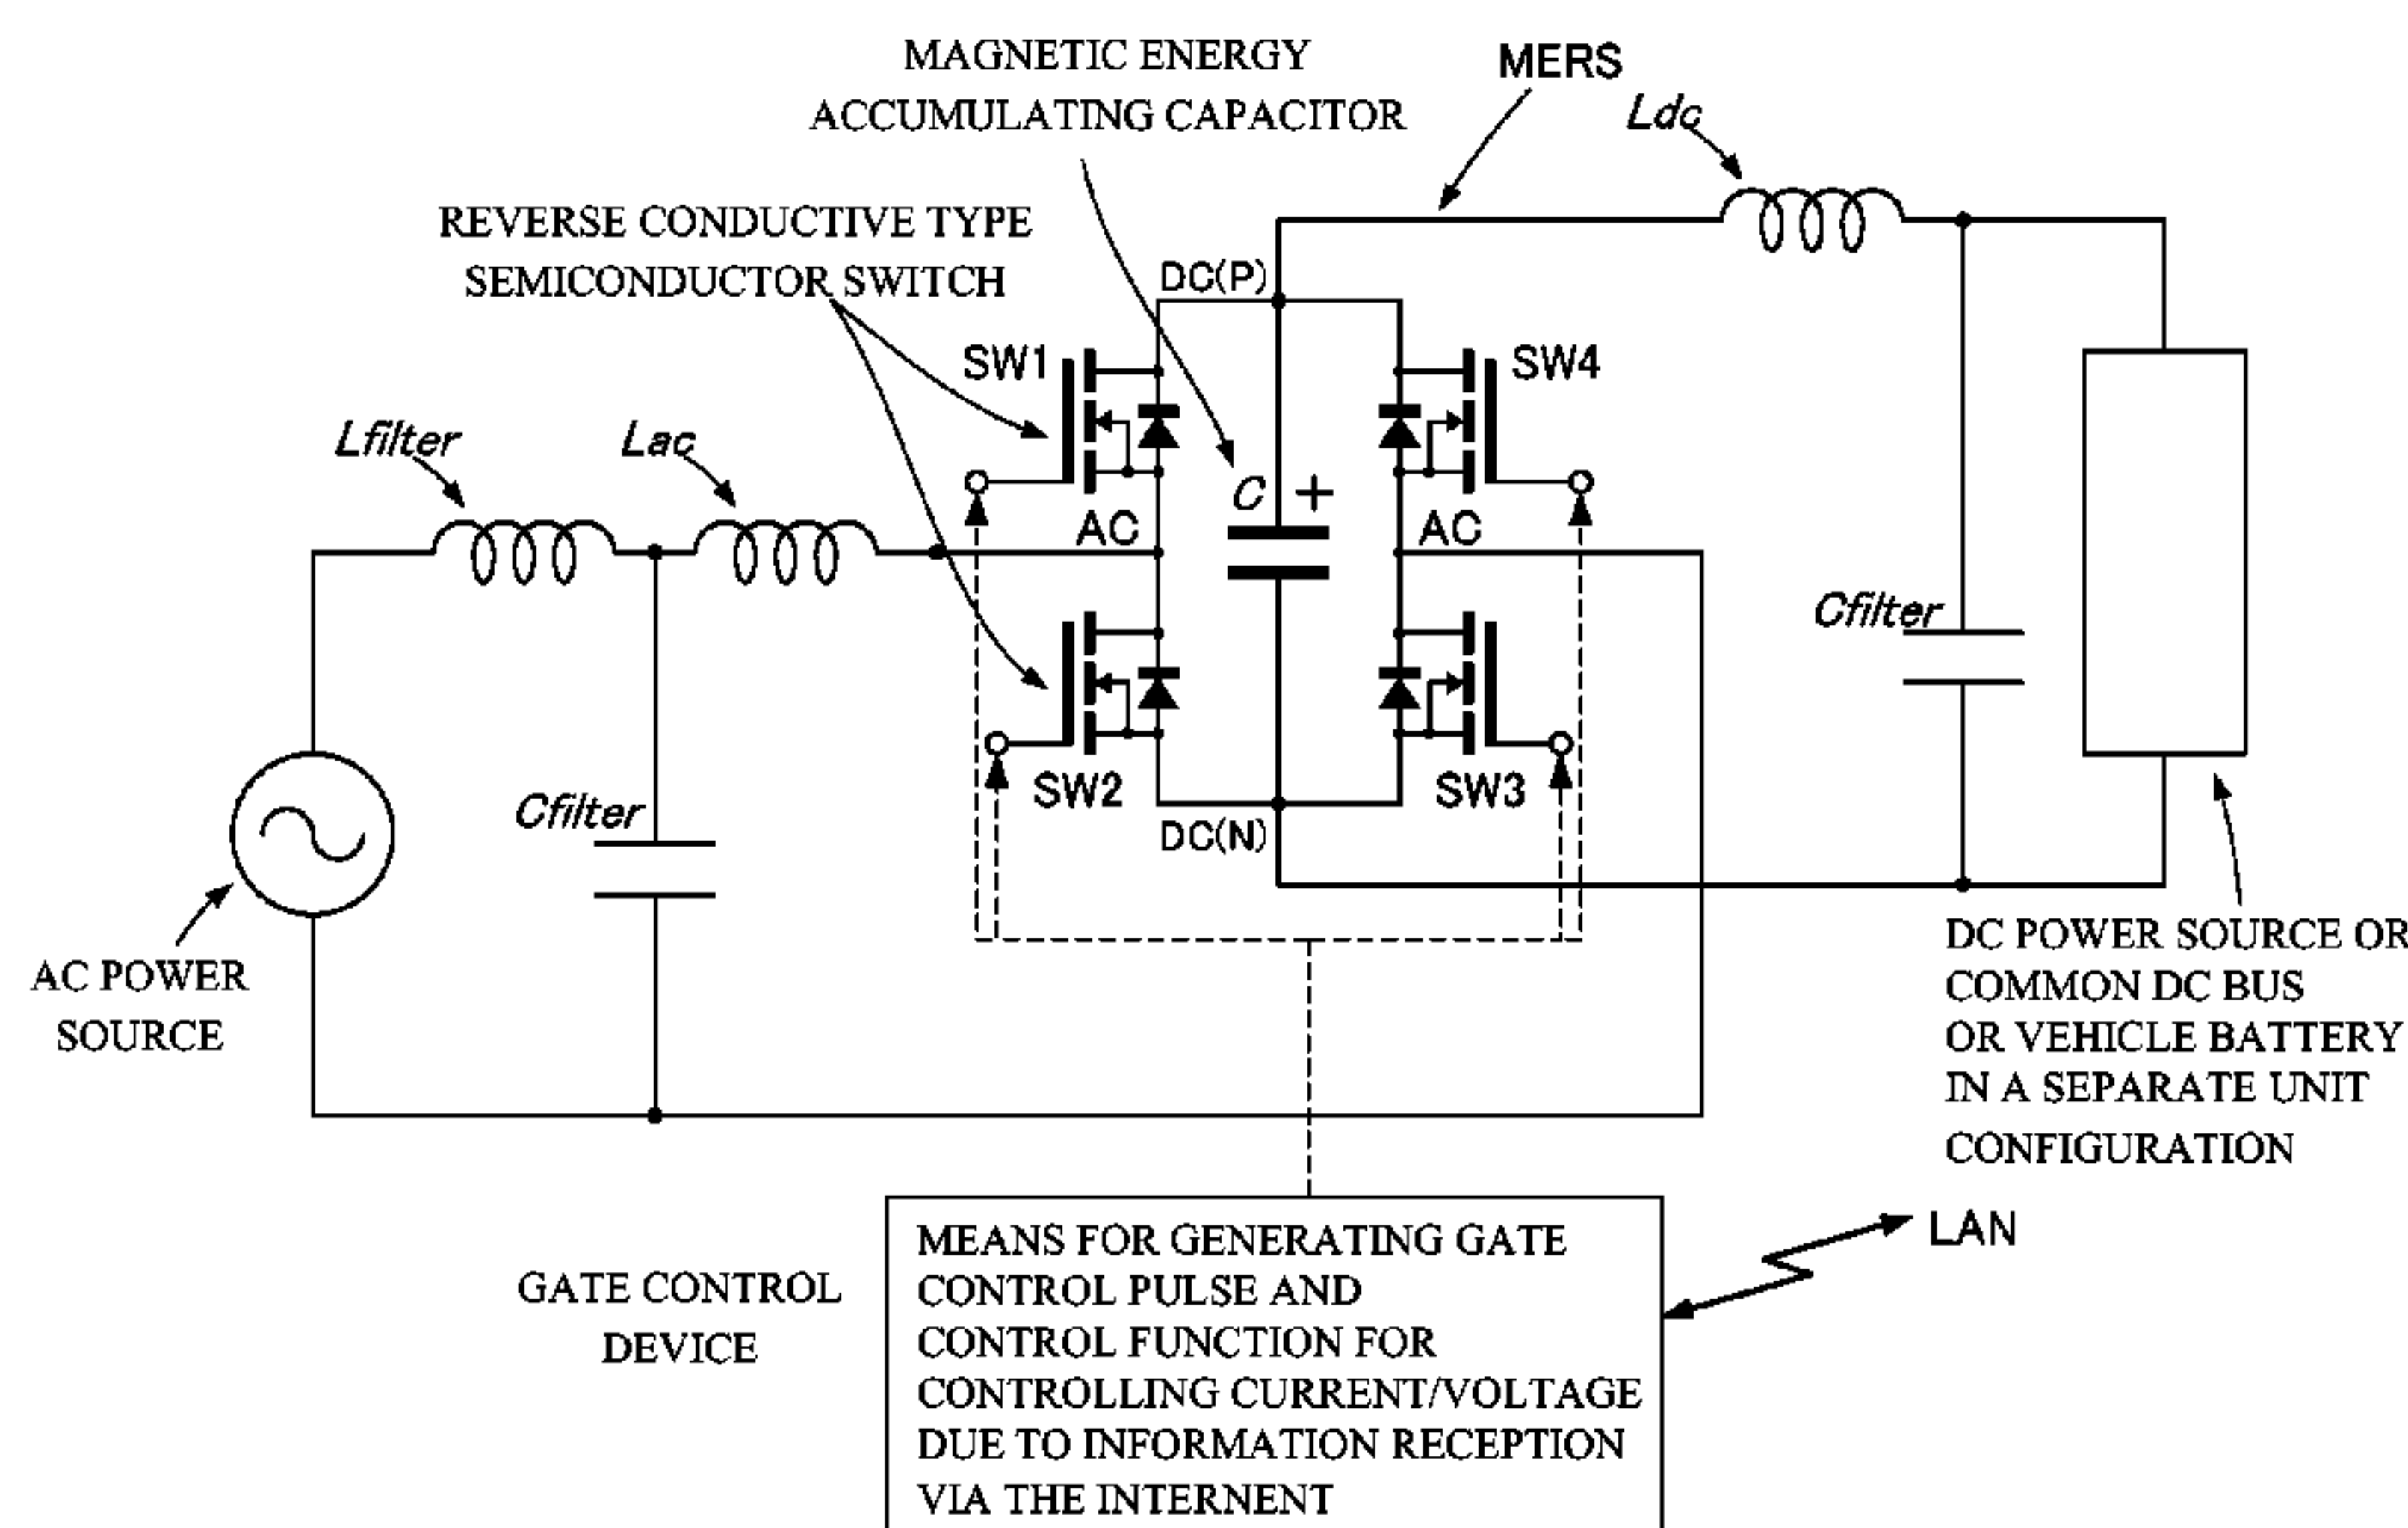 MAGNETIC ENERGY
ACCUMULATING CAPACITOR
MERS
Ldc
REVERSE CONDUCTIVE TYPE
SEMICONDUCTOR SWITCH
DC(P)
SW1
SW4
Lfilter
Lac
C +
AC
AC
Cfilter
SW2
SW3
Cfilter
DC(N)
AC POWER
SOURCE
DC POWER SOURCE OR
COMMON DC BUS
OR VEHICLE BATTERY
IN A SEPARATE UNIT
CONFIGURATION
LAN
GATE CONTROL
DEVICE
MEANS FOR GENERATING GATE
CONTROL PULSE AND
CONTROL FUNCTION FOR
CONTROLLING CURRENT/VOLTAGE
DUE TO INFORMATION RECEPTION
VIA THE INTERNENT